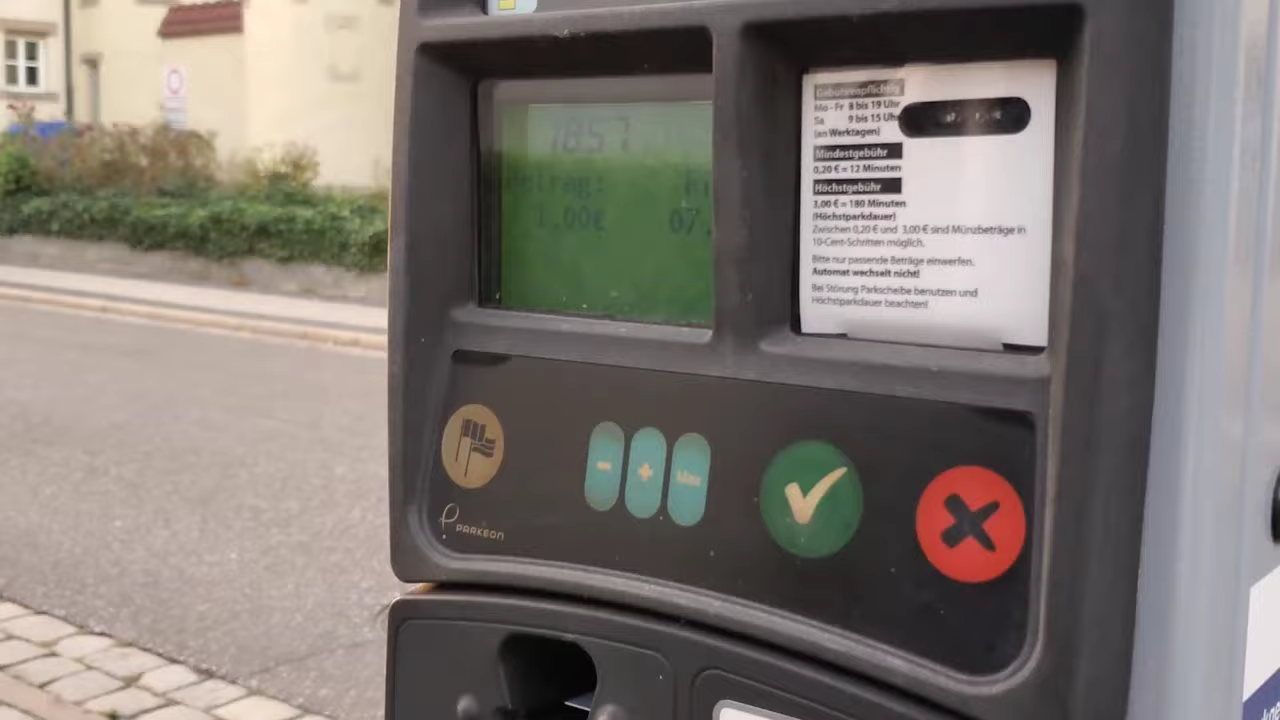 18:57
Betrag:
1,00€ 07.
Gebührenpflichtig
Mo - Fr 8 bis 19 Uhr
Sa 9 bis 15 Uhr
(an Werktagen)
Mindestgebühr
0,20 € = 12 Minuten
Höchstgebühr
3,00 € = 180 Minuten
(Höchstparkdauer)
Zwischen 0,20 € und 3,00 € sind Münzbeträge in
10-Cent-Schritten möglich.
Bitte nur passende Beträge einwerfen.
Automat wechselt nicht!
Bei Störung Parkscheibe benutzen und
Höchstparkdauer beachten!
- + Max
PARKEON